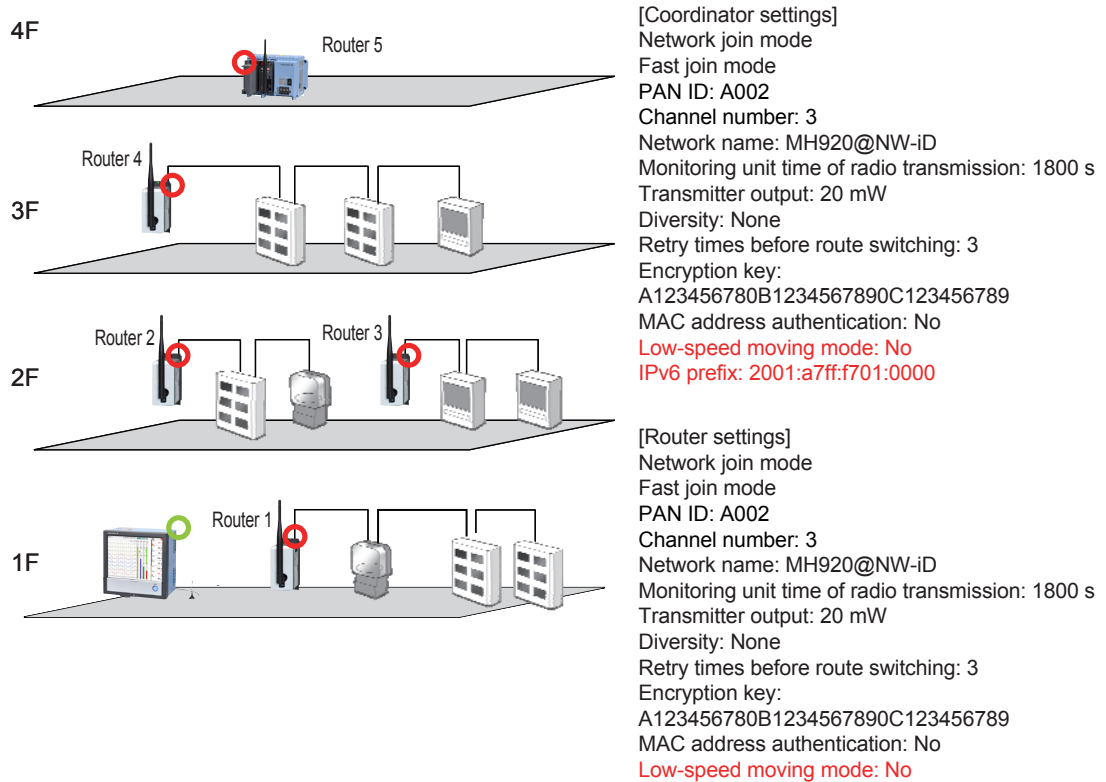 4F
Router 5
Router 4
3F
Router 2
Router 3
2F
Router 1
1F
[Coordinator settings]
Network join mode
Fast join mode
PAN ID: A002
Channel number: 3
Network name: MH920@NW-iD
Monitoring unit time of radio transmission: 1800 s
Transmitter output: 20 mW
Diversity: None
Retry times before route switching: 3
Encryption key:
A123456780B1234567890C123456789
MAC address authentication: No
Low-speed moving mode: No
IPv6 prefix: 2001:a7ff:f701:0000
[Router settings]
Network join mode
Fast join mode
PAN ID: A002
Channel number: 3
Network name: MH920@NW-iD
Monitoring unit time of radio transmission: 1800 s
Transmitter output: 20 mW
Diversity: None
Retry times before route switching: 3
Encryption key:
A123456780B1234567890C123456789
MAC address authentication: No
Low-speed moving mode: No